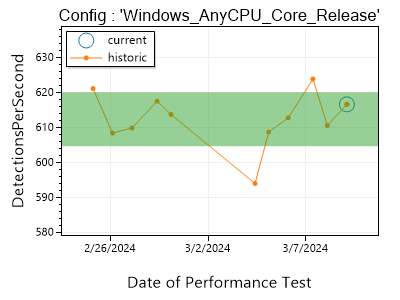 Config : 'Windows_AnyCPU_Core_Release'
current
historic
DetectionsPerSecond
630
620
610
600
590
580
2/26/2024
3/2/2024
3/7/2024
Date of Performance Test